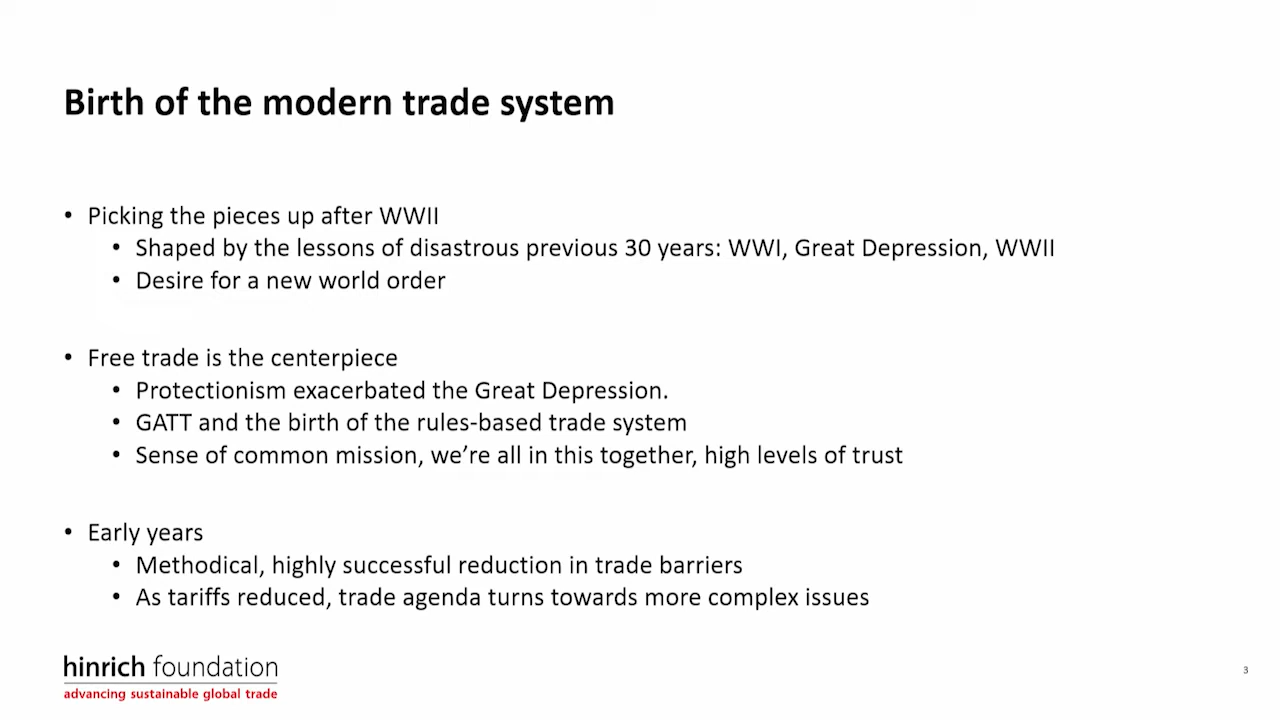 Birth of the modern trade system
• Picking the pieces up after WWII
• Shaped by the lessons of disastrous previous 30 years: WWI, Great Depression, WWII
• Desire for a new world order
• Free trade is the centerpiece
• Protectionism exacerbated the Great Depression.
• GATT and the birth of the rules-based trade system
• Sense of common mission, we’re all in this together, high levels of trust
• Early years
• Methodical, highly successful reduction in trade barriers
• As tariffs reduced, trade agenda turns towards more complex issues
hinrich foundation
advancing sustainable global trade
3